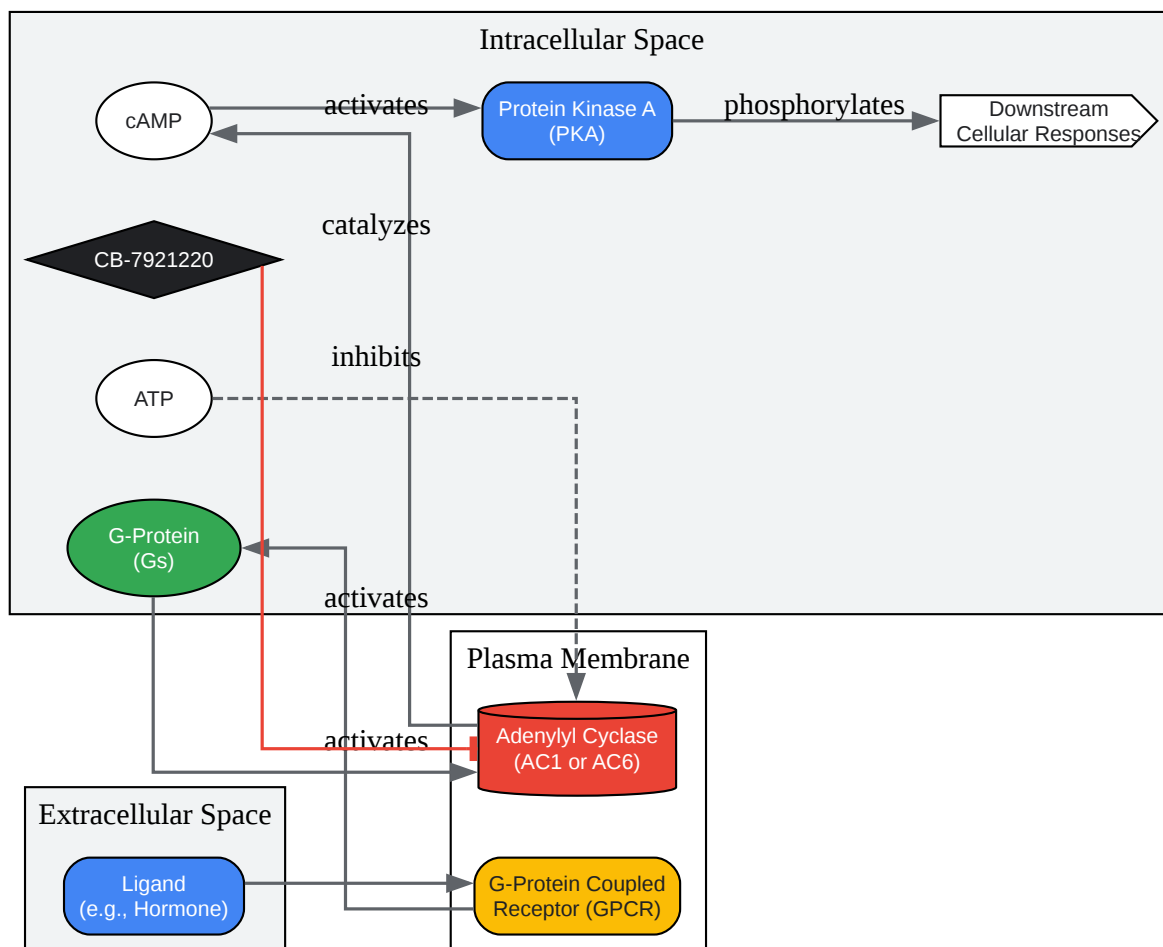 Intracellular Space
cAMP
activates
Protein Kinase A
(PKA)
phosphorylates
Downstream
Cellular Responses
catalyzes
CB-7921220
inhibits
ATP
G-Protein
(Gs)
activates
Plasma Membrane
Adenylyl Cyclase
(AC1 or AC6)
activates
Extracellular Space
Ligand
(e.g., Hormone)
G-Protein Coupled
Receptor (GPCR)